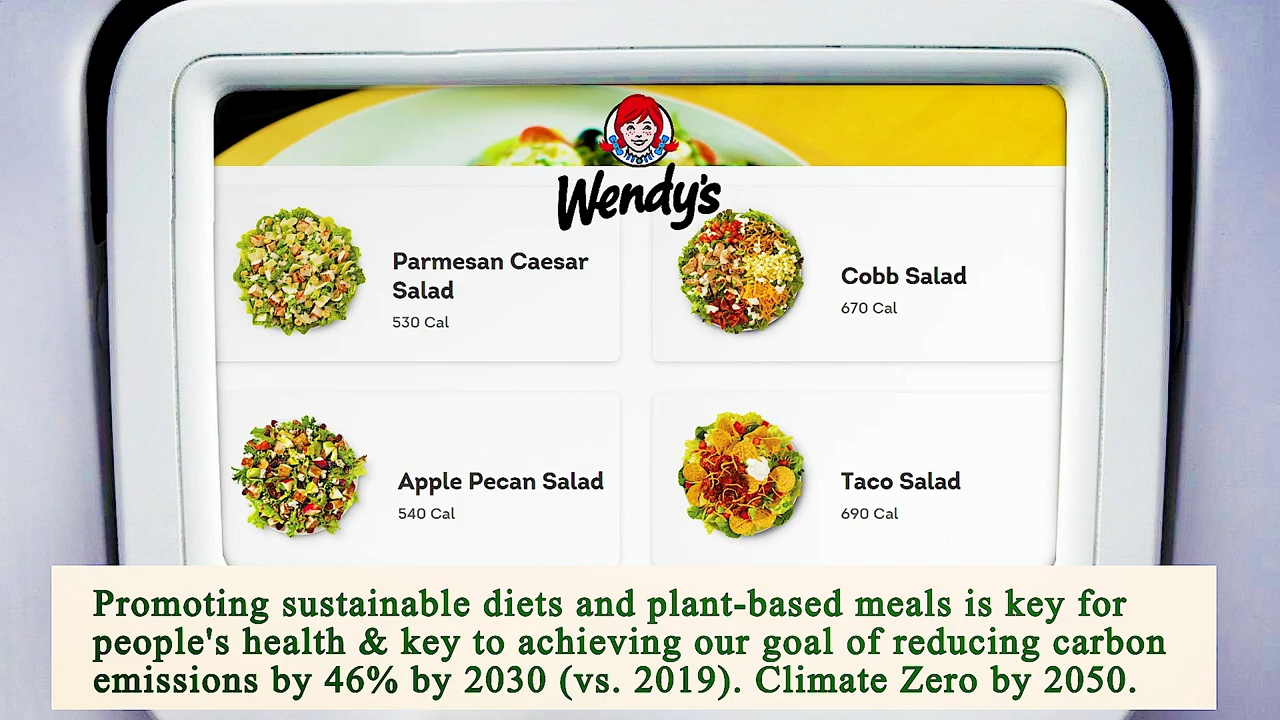 Wendy's
Parmesan Caesar
Salad
530 Cal
Cobb Salad
670 Cal
Apple Pecan Salad
540 Cal
Taco Salad
690 Cal
Promoting sustainable diets and plant-based meals is key for
people's health & key to achieving our goal of reducing carbon
emissions by 46% by 2030 (vs. 2019). Climate Zero by 2050.